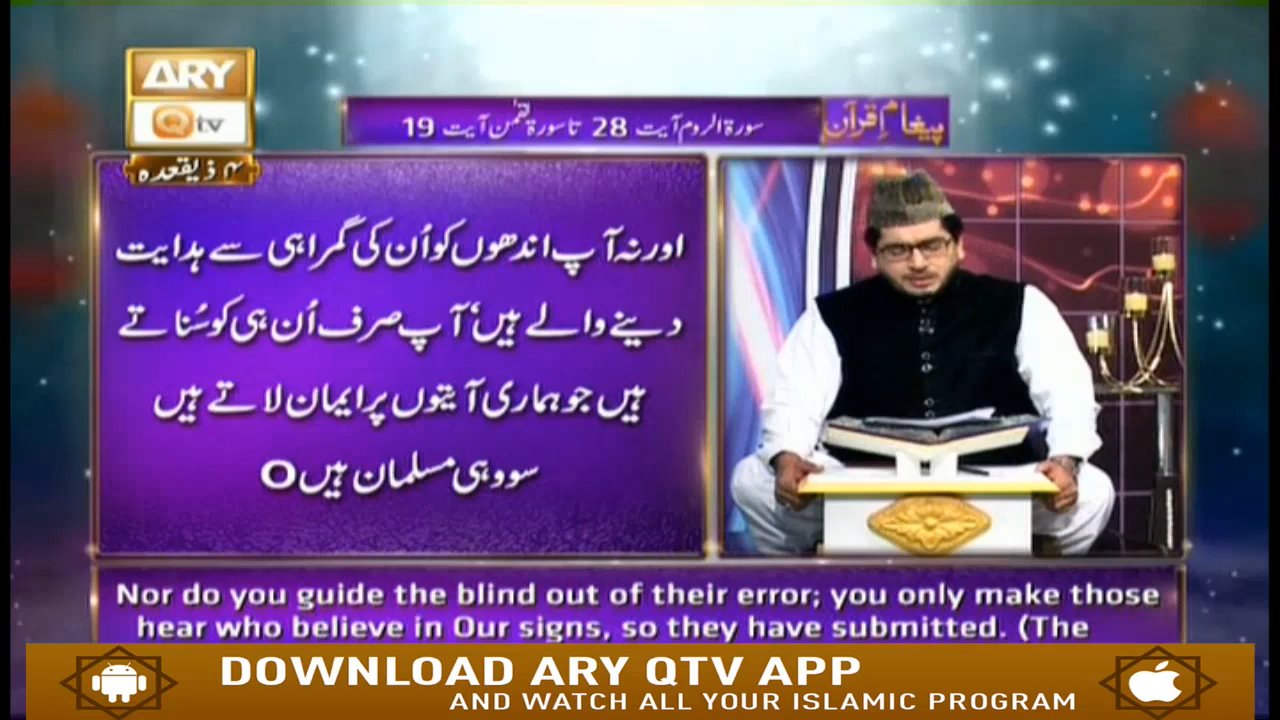 ARY
Qtv
۴ ذیقعدہ
پیغامِ قرآن
سورۃ الروم آیت 28 تا سورۃ لقمٰن آیت 19
اور نہ آپ اندھوں کو اُن کی گمراہی سے ہدایت
دینے والے ہیں‘ آپ صرف اُن ہی کو سُناتے
ہیں جو ہماری آیتوں پر ایمان لاتے ہیں
سو وہی مسلمان ہیں O
Nor do you guide the blind out of their error; you only make those
hear who believe in Our signs, so they have submitted. (The
DOWNLOAD ARY QTV APP
AND WATCH ALL YOUR ISLAMIC PROGRAM